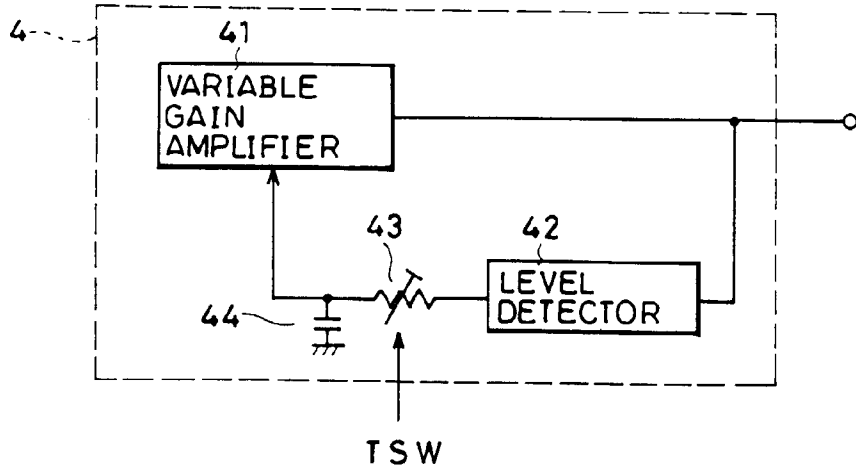 4
41
VARIABLE
GAIN
AMPLIFIER
43
42
LEVEL
DETECTOR
44
TSW